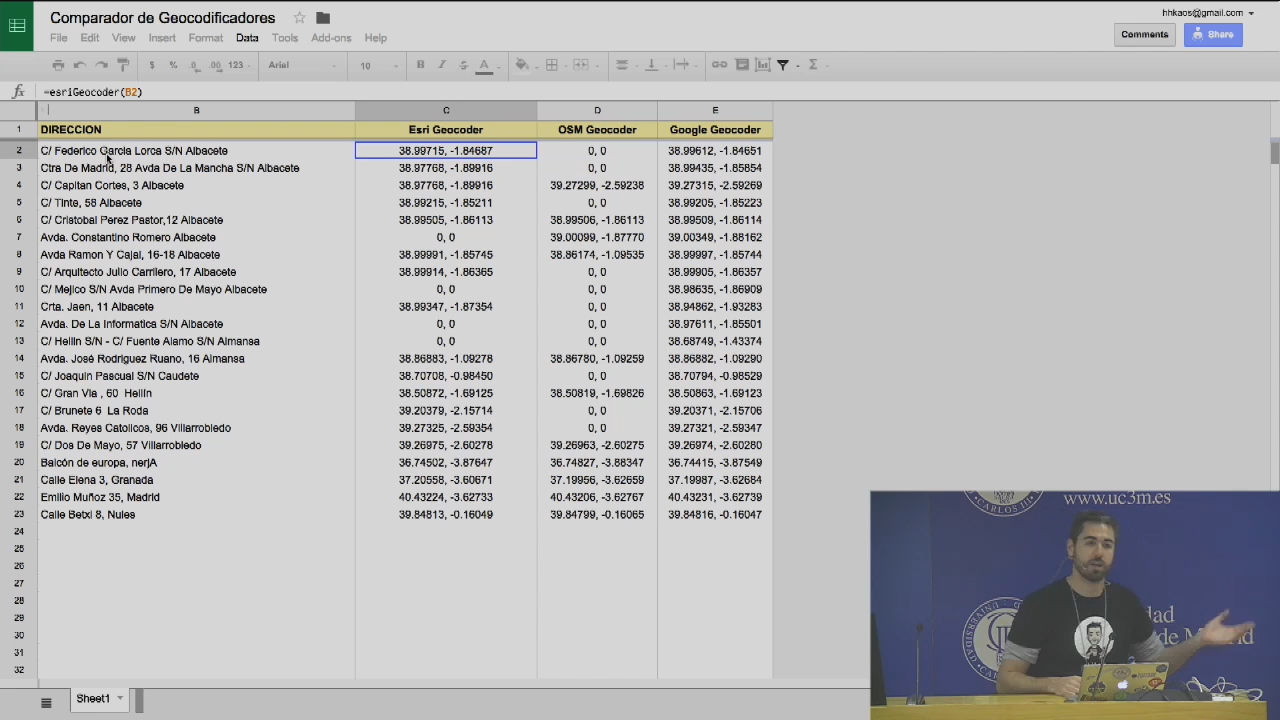 Comparador de Geocodificadores
hhkaos@gmail.com
File Edit View Insert Format Data Tools Add-ons Help
Comments
Share
$ % .0 .00 123 Arial 10 B I S A Σ
fx =esriGeocoder(B2)
B C D E
1 DIRECCION Esri Geocoder OSM Geocoder Google Geocoder
2 C/ Federico Garcia Lorca S/N Albacete 38.99715, -1.84687 0, 0 38.99612, -1.84651
3 Ctra De Madrid, 28 Avda De La Mancha S/N Albacete 38.97768, -1.89916 0, 0 38.99435, -1.85854
4 C/ Capitan Cortes, 3 Albacete 38.97768, -1.89916 39.27299, -2.59238 39.27315, -2.59269
5 C/ Tinte, 58 Albacete 38.99215, -1.85211 0, 0 38.99205, -1.85223
6 C/ Cristobal Perez Pastor,12 Albacete 38.99505, -1.86113 38.99506, -1.86113 38.99509, -1.86114
7 Avda. Constantino Romero Albacete 0, 0 39.00099, -1.87770 39.00349, -1.88162
8 Avda Ramon Y Cajal, 16-18 Albacete 38.99991, -1.85745 38.86174, -1.09535 38.99997, -1.85744
9 C/ Arquitecto Julio Carrilero, 17 Albacete 38.99914, -1.86365 0, 0 38.99905, -1.86357
10 C/ Mejico S/N Avda Primero De Mayo Albacete 0, 0 0, 0 38.98635, -1.86909
11 Crta. Jaen, 11 Albacete 38.99347, -1.87354 0, 0 38.94862, -1.93283
12 Avda. De La Informatica S/N Albacete 0, 0 0, 0 38.97611, -1.85501
13 C/ Hellin S/N - C/ Fuente Alamo S/N Almansa 0, 0 0, 0 38.68749, -1.43374
14 Avda. José Rodriguez Ruano, 16 Almansa 38.86883, -1.09278 38.86780, -1.09259 38.86882, -1.09290
15 C/ Joaquin Pascual S/N Caudete 38.70708, -0.98450 0, 0 38.70794, -0.98529
16 C/ Gran Via , 60 Hellin 38.50872, -1.69125 38.50819, -1.69826 38.50863, -1.69123
17 C/ Brunete 6 La Roda 39.20379, -2.15714 0, 0 39.20371, -2.15706
18 Avda. Reyes Catolicos, 96 Villarrobledo 39.27325, -2.59354 0, 0 39.27321, -2.59347
19 C/ Dos De Mayo, 57 Villarrobledo 39.26975, -2.60278 39.26963, -2.60275 39.26974, -2.60280
20 Balcón de europa, nerjA 36.74502, -3.87647 36.74827, -3.88347 36.74415, -3.87549
21 Calle Elena 3, Granada 37.20558, -3.60671 37.19956, -3.62659 37.19987, -3.62684
22 Emilio Muñoz 35, Madrid 40.43224, -3.62733 40.43206, -3.62767 40.43231, -3.62739
23 Calle Betxi 8, Nules 39.84813, -0.16049 39.84799, -0.16065 39.84816, -0.16047
24
25
26
27
28
29
30
31
32
Sheet1
CARLOS III
www.uc3m.es
dad
de Madrid